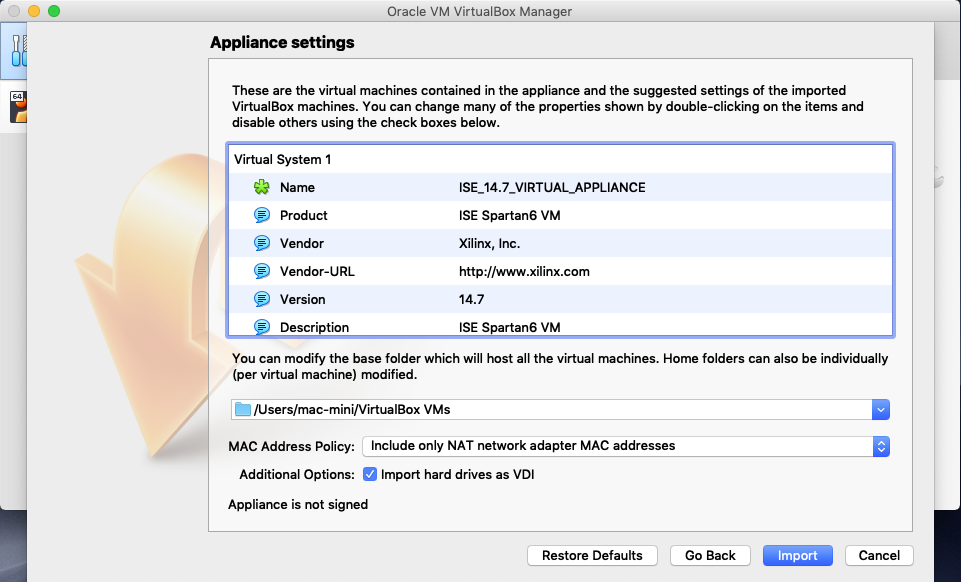 Oracle VM VirtualBox Manager
Appliance settings
64
These are the virtual machines contained in the appliance and the suggested settings of the imported
VirtualBox machines. You can change many of the properties shown by double-clicking on the items and
disable others using the check boxes below.
Virtual System 1
Name ISE_14.7_VIRTUAL_APPLIANCE
Product ISE Spartan6 VM
Vendor Xilinx, Inc.
Vendor-URL http://www.xilinx.com
Version 14.7
Description ISE Spartan6 VM
You can modify the base folder which will host all the virtual machines. Home folders can also be individually
(per virtual machine) modified.
/Users/mac-mini/VirtualBox VMs
MAC Address Policy: Include only NAT network adapter MAC addresses
Additional Options: Import hard drives as VDI
Appliance is not signed
Restore Defaults Go Back Import Cancel